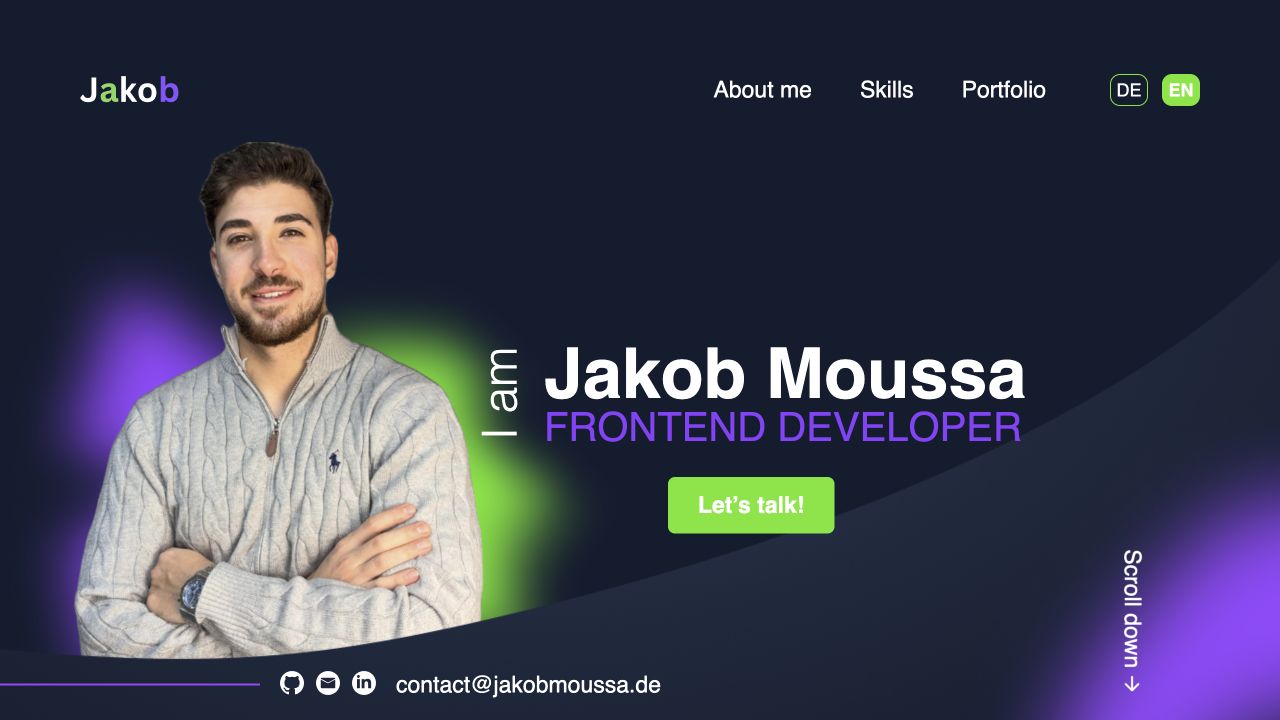 Jakob
About me Skills Portfolio DE EN
I am
Jakob Moussa
FRONTEND DEVELOPER
Let’s talk!
Scroll down →
in contact@jakobmoussa.de